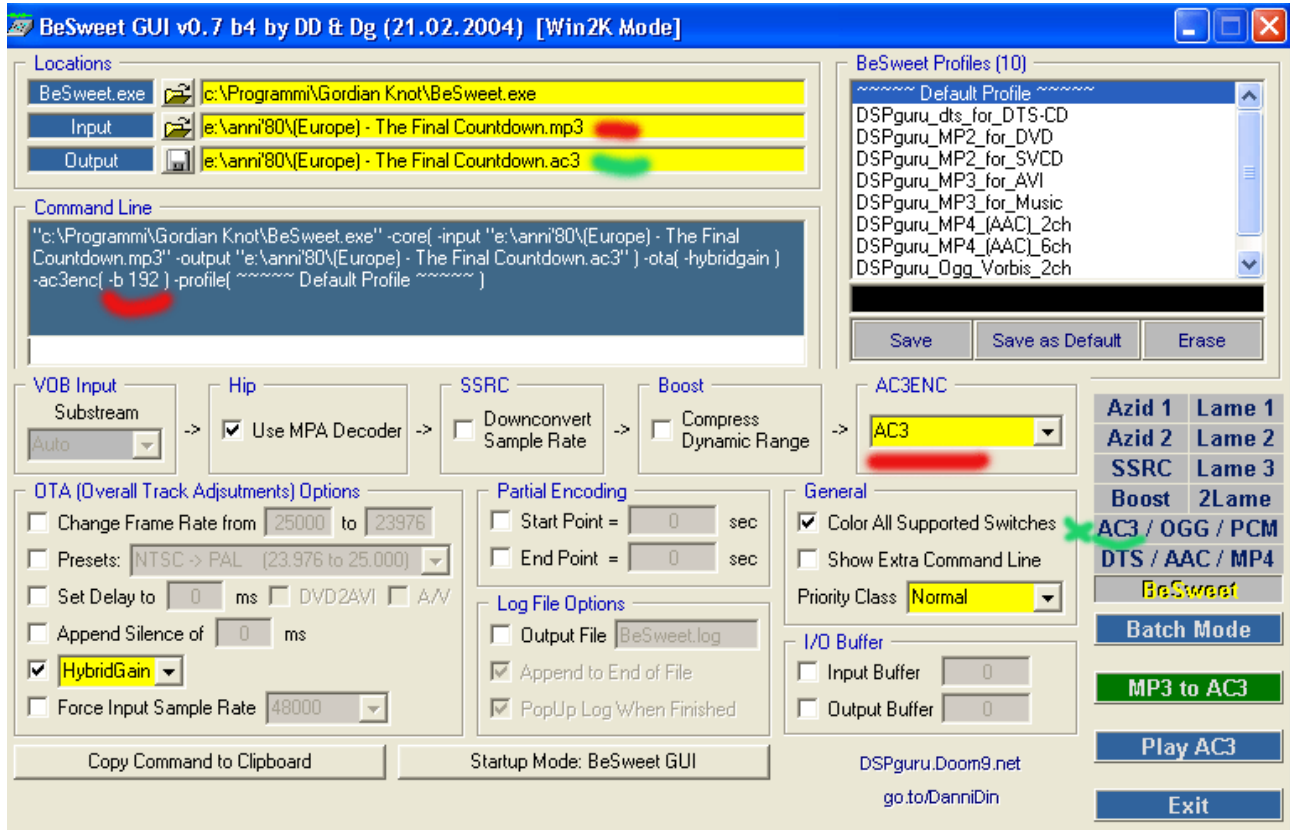 BeSweet GUI v0.7 b4 by DD & Dg (21.02.2004) [Win2K Mode]
Locations
BeSweet.exe c:\Programmi\Gordian Knot\BeSweet.exe
Input e:\anni'80\(Europe) - The Final Countdown.mp3
Output e:\anni'80\(Europe) - The Final Countdown.ac3
BeSweet Profiles (10)
~~~~~ Default Profile ~~~~~
DSPguru_dts_for_DTS-CD
DSPguru_MP2_for_DVD
DSPguru_MP2_for_SVCD
DSPguru_MP3_for_AVI
DSPguru_MP3_for_Music
DSPguru_MP4_(AAC)_2ch
DSPguru_MP4_(AAC)_6ch
DSPguru_Ogg_Vorbis_2ch
Save Save as Default Erase
Command Line
"c:\Programmi\Gordian Knot\BeSweet.exe" -core( -input "e:\anni'80\(Europe) - The Final
Countdown.mp3" -output "e:\anni'80\(Europe) - The Final Countdown.ac3" ) -ota( -hybridgain )
-ac3enc( -b 192 ) -profile( ~~~~~ Default Profile ~~~~~ )
VOB Input
Substream
Auto
->
Hip
Use MPA Decoder
->
SSRC
Downconvert
Sample Rate
->
Boost
Compress
Dynamic Range
->
AC3ENC
AC3
Azid 1 Lame 1
Azid 2 Lame 2
SSRC Lame 3
Boost 2Lame
AC3 / OGG / PCM
DTS / AAC / MP4
BeSweet
Batch Mode
MP3 to AC3
Play AC3
Exit
OTA (Overall Track Adjsutments) Options
Change Frame Rate from 25000 to 23976
Presets: NTSC -> PAL (23.976 to 25.000)
Set Delay to 0 ms DVD2AVI A/V
Append Silence of 0 ms
HybridGain
Force Input Sample Rate 48000
Partial Encoding
Start Point = 0 sec
End Point = 0 sec
Log File Options
Output File BeSweet.log
Append to End of File
PopUp Log When Finished
General
Color All Supported Switches
Show Extra Command Line
Priority Class Normal
I/O Buffer
Input Buffer 0
Output Buffer 0
Copy Command to Clipboard
Startup Mode: BeSweet GUI
DSPguru.Doom9.net
go.to/DanniDin